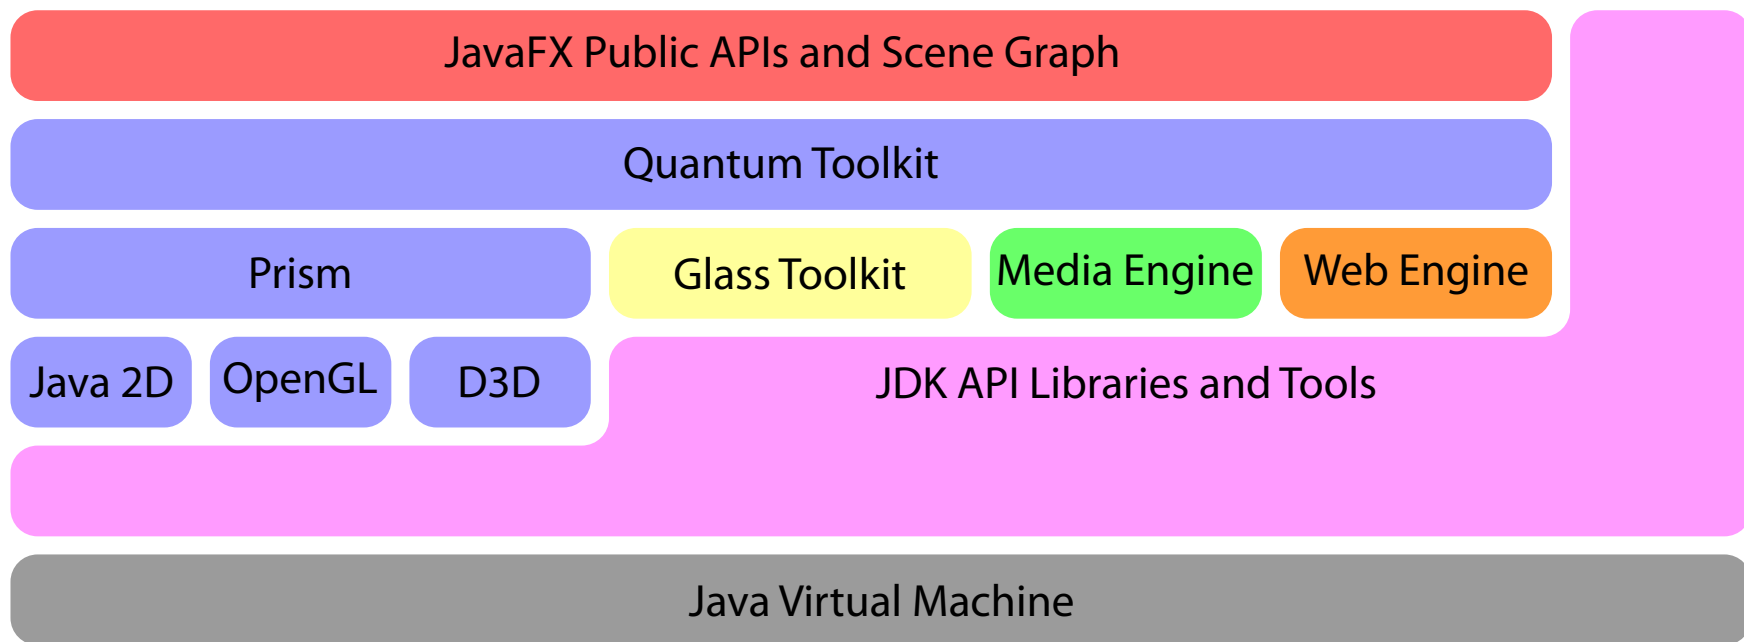 JavaFX Public APIs and Scene Graph
Quantum Toolkit
Prism
Glass Toolkit
Media Engine
Web Engine
Java 2D
OpenGL
D3D
JDK API Libraries and Tools
Java Virtual Machine